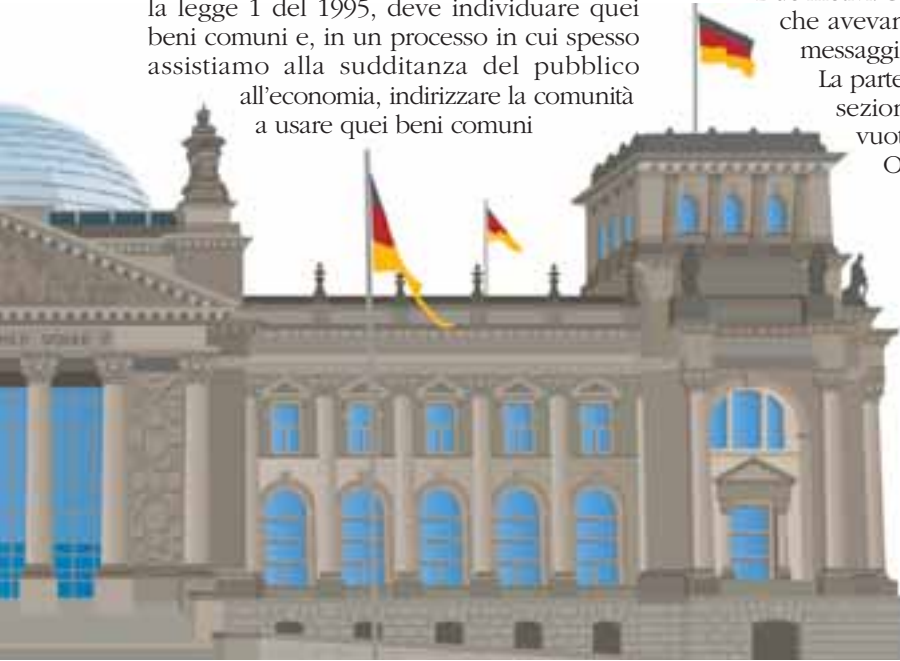 la legge 1 del 1995, deve individuare quei
beni comuni e, in un processo in cui spesso
assistiamo alla sudditanza del pubblico
all'economia, indirizzare la comunità
a usare quei beni comuni
che avevan
messaggi
La parte
sezion
vuot
O